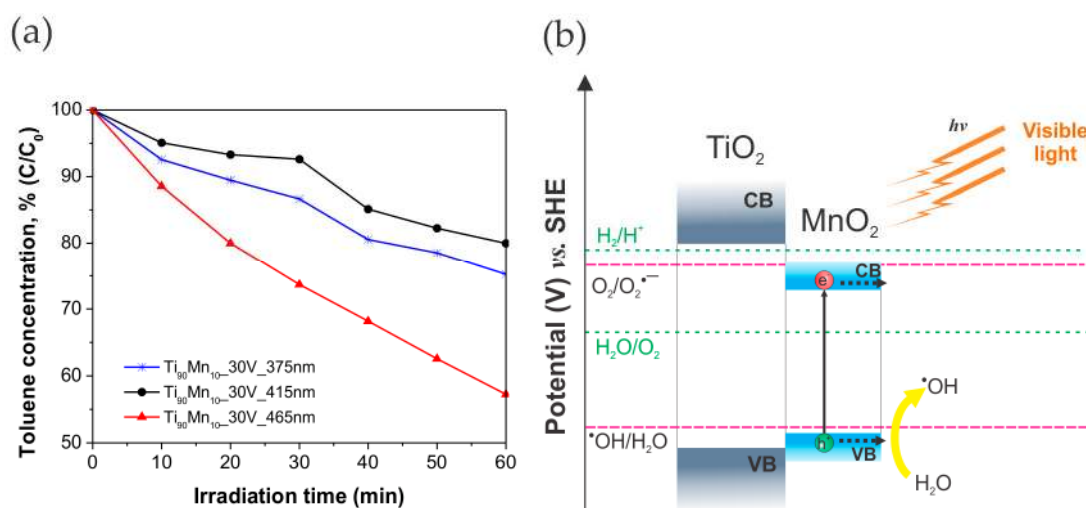 (a)
100
90
80
70
60
50
Toluene concentration, % (C/C₀)
Ti₉₀Mn₁₀_30V_375nm
Ti₉₀Mn₁₀_30V_415nm
Ti₉₀Mn₁₀_30V_465nm
0 10 20 30 40 50 60
Irradiation time (min)
(b)
Potential (V) vs. SHE
hν
Visible
light
TiO₂
CB
MnO₂
H₂/H⁺
CB
e⁻
O₂/O₂•⁻
H₂O/O₂
•OH
•OH/H₂O
h⁺
VB
VB
H₂O